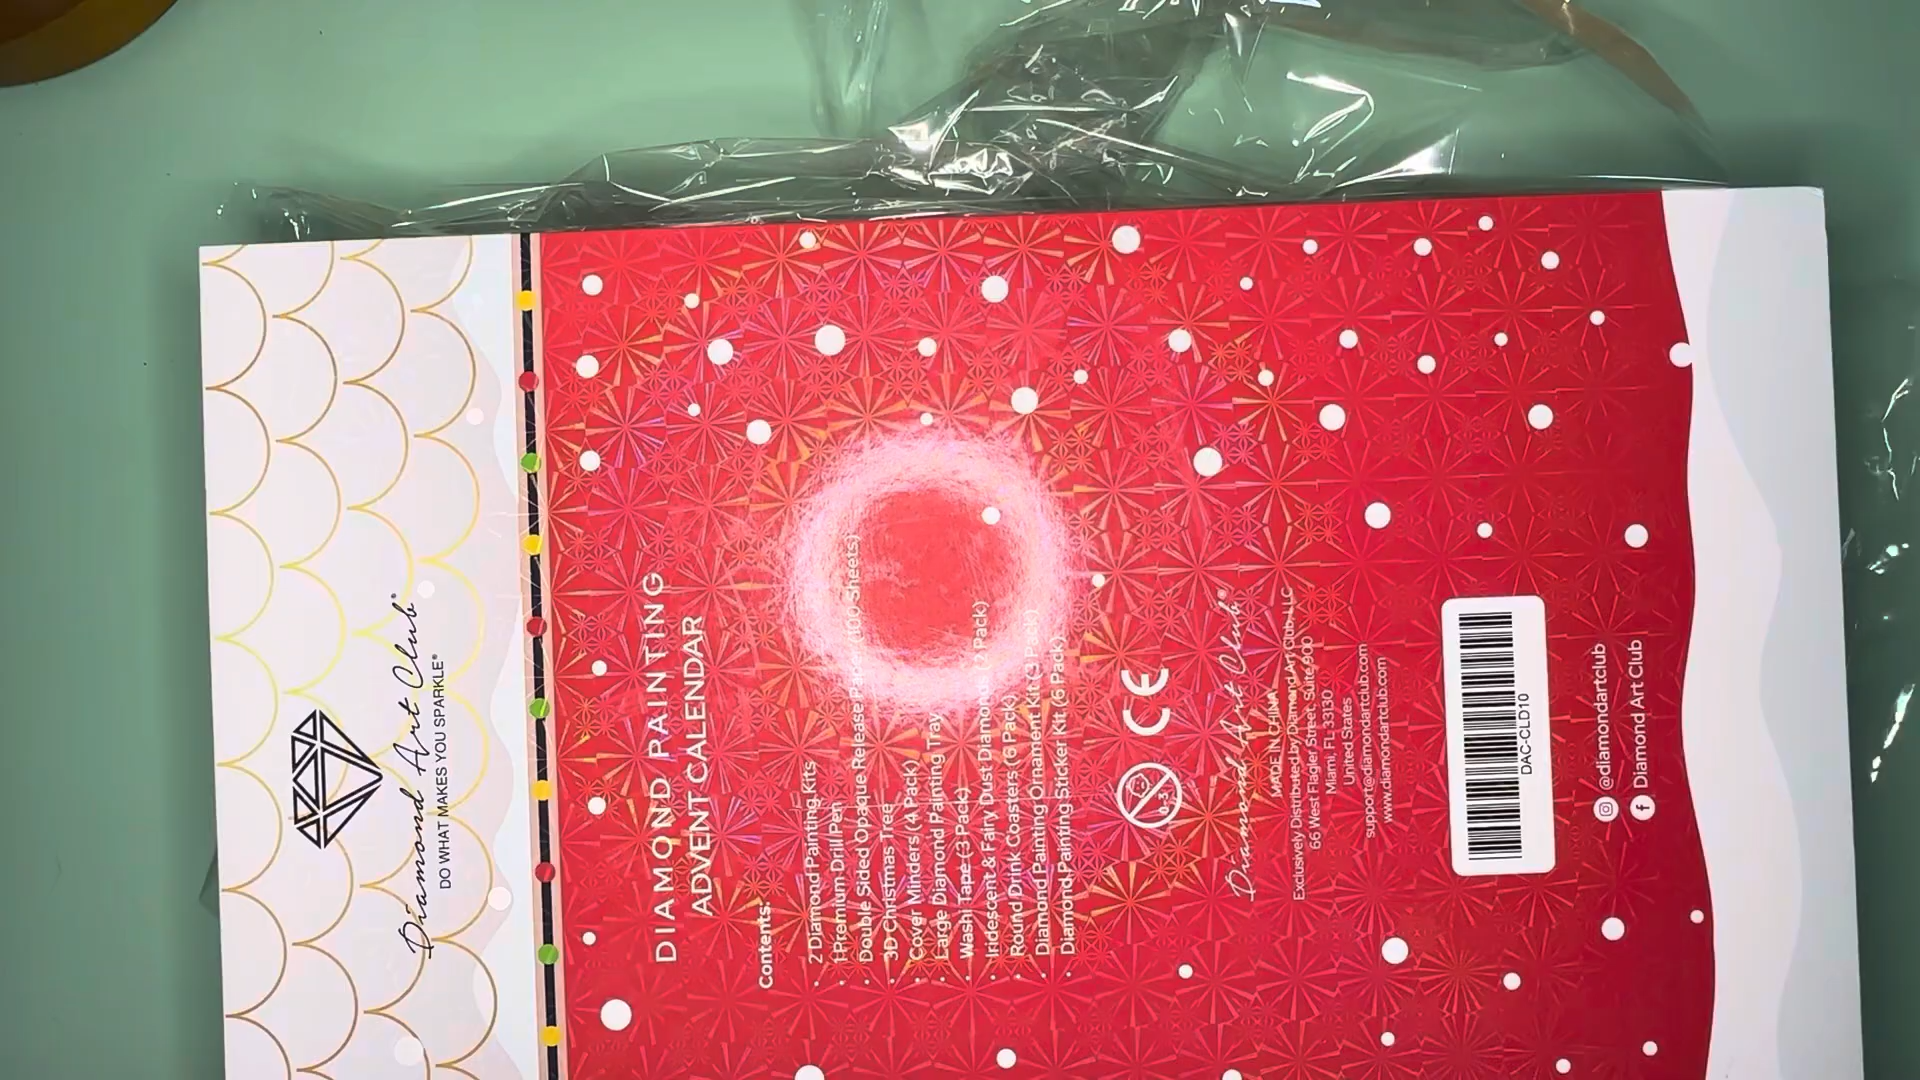 Diamond Art Club®
DO WHAT MAKES YOU SPARKLE®
DIAMOND PAINTING
ADVENT CALENDAR
Contents:
• 2 Diamond Painting Kits
• 1 Premium Drill Pen
• Double Sided Opaque Release Paper (100 Sheets)
• 3D Christmas Tree
• Cover Minders (4 Pack)
• Large Diamond Painting Tray
• Washi Tape (3 Pack)
• Iridescent & Fairy Dust Diamonds (2 Pack)
• Round Drink Coasters (6 Pack)
• Diamond Painting Ornament Kit (3 Pack)
• Diamond Painting Sticker Kit (6 Pack)
0-3
CE
Diamond Art Club®
MADE IN CHINA
Exclusively Distributed by Diamond Art Club, LLC
66 West Flagler Street, Suite 900
Miami, FL 33130
United States
support@diamondartclub.com
www.diamondartclub.com
DAC-CLD10
@diamondartclub
Diamond Art Club